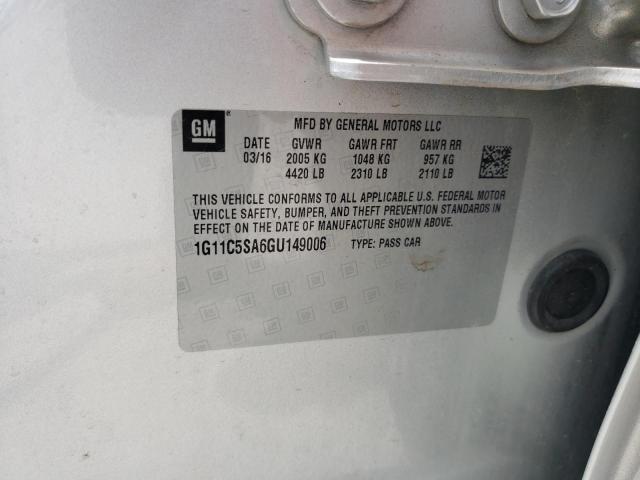 GM MFD BY GENERAL MOTORS LLC
DATE GVWR GAWR FRT GAWR RR
03/16 2005 KG 1048 KG 957 KG
4420 LB 2310 LB 2110 LB
THIS VEHICLE CONFORMS TO ALL APPLICABLE U.S. FEDERAL MOTOR
VEHICLE SAFETY, BUMPER, AND THEFT PREVENTION STANDARDS IN
EFFECT ON THE DATE OF MANUFACTURE SHOWN ABOVE.
1G11C5SA6GU149006 TYPE: PASS CAR